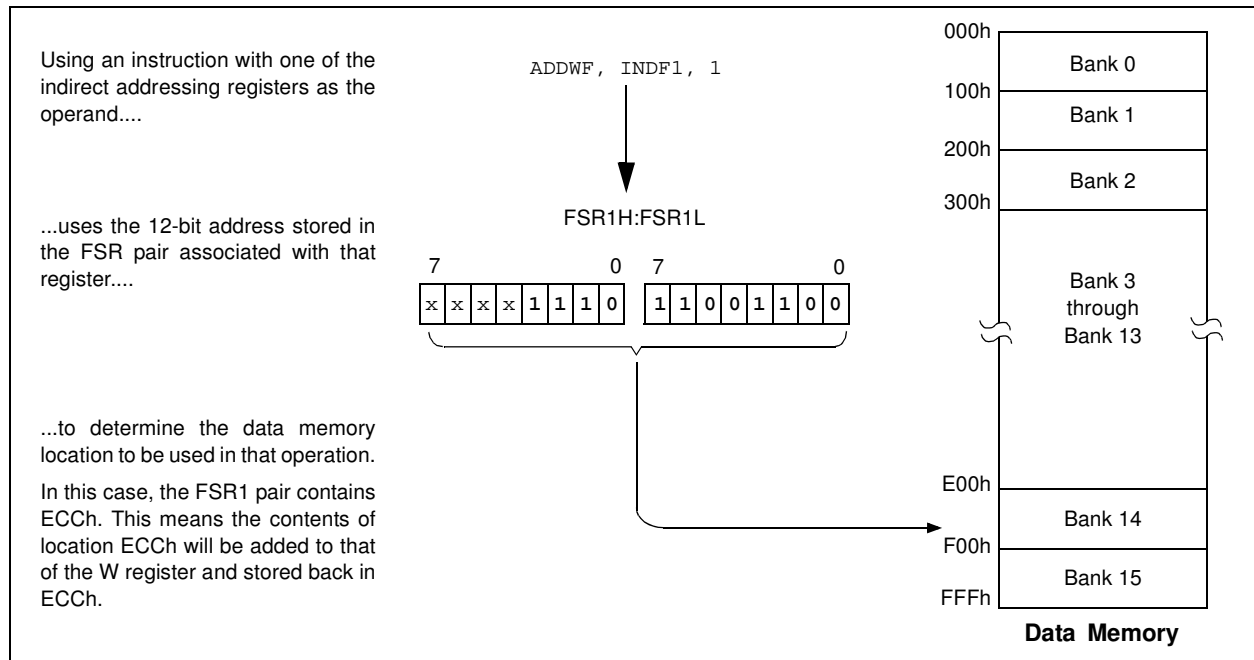 Using an instruction with one of the
indirect addressing registers as the
operand....
ADDWF, INDF1, 1
...uses the 12-bit address stored in
the FSR pair associated with that
register....
FSR1H:FSR1L
7 0 7 0
x x x x 1 1 1 0 1 1 0 0 1 1 0 0
...to determine the data memory
location to be used in that operation.
In this case, the FSR1 pair contains
ECCh. This means the contents of
location ECCh will be added to that
of the W register and stored back in
ECCh.
000h
Bank 0
100h
Bank 1
200h
Bank 2
300h
Bank 3
through
Bank 13
E00h
Bank 14
F00h
Bank 15
FFFh
Data Memory